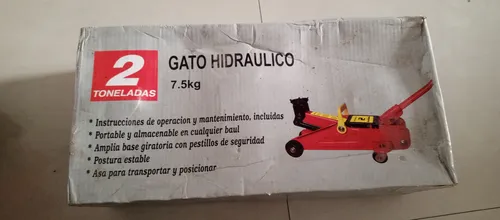 2
TONELADAS
GATO HIDRAULICO
7.5kg
• Instrucciones de operacion y mantenimiento, incluidas
• Portable y almacenable en cualquier baul
• Amplia base giratoria con pestillos de seguridad
• Postura estable
• Asa para transportar y posicionar